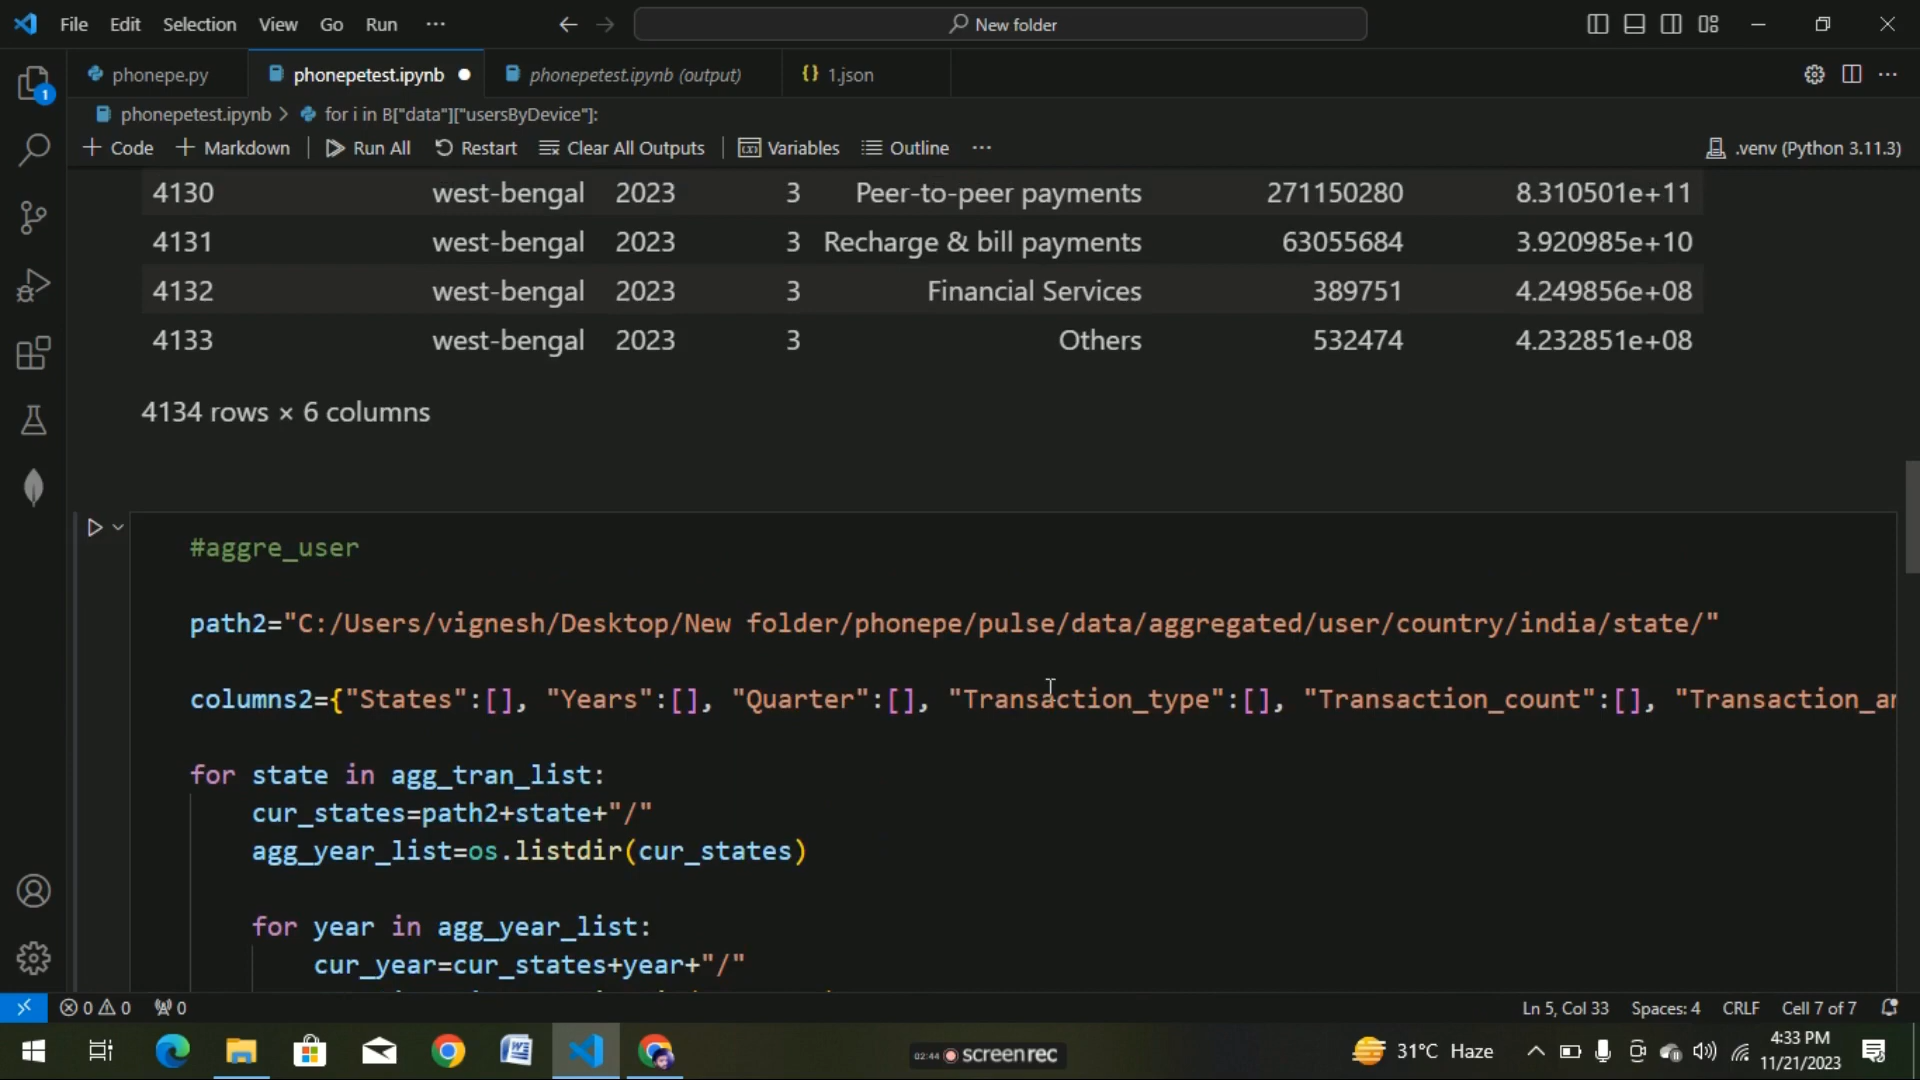 File Edit Selection View Go Run ··· New folder
phonepe.py phonepetest.ipynb phonepetest.ipynb (output) {} 1.json
phonepetest.ipynb > for i in B["data"]["usersByDevice"]:
+ Code + Markdown Run All Restart Clear All Outputs Variables Outline ··· .venv (Python 3.11.3)
4130 west-bengal 2023 3 Peer-to-peer payments 271150280 8.310501e+11
4131 west-bengal 2023 3 Recharge & bill payments 63055684 3.920985e+10
4132 west-bengal 2023 3 Financial Services 389751 4.249856e+08
4133 west-bengal 2023 3 Others 532474 4.232851e+08
4134 rows × 6 columns
#aggre_user
path2="C:/Users/vignesh/Desktop/New folder/phonepe/pulse/data/aggregated/user/country/india/state/"
columns2={"States":[], "Years":[], "Quarter":[], "Transaction_type":[], "Transaction_count":[], "Transaction_a
for state in agg_tran_list:
cur_states=path2+state+"/"
agg_year_list=os.listdir(cur_states)
for year in agg_year_list:
cur_year=cur_states+year+"/"
0 0 0 Ln 5, Col 33 Spaces: 4 CRLF Cell 7 of 7
1
02:44 screenrec 31°C Haze 4:33 PM
11/21/2023